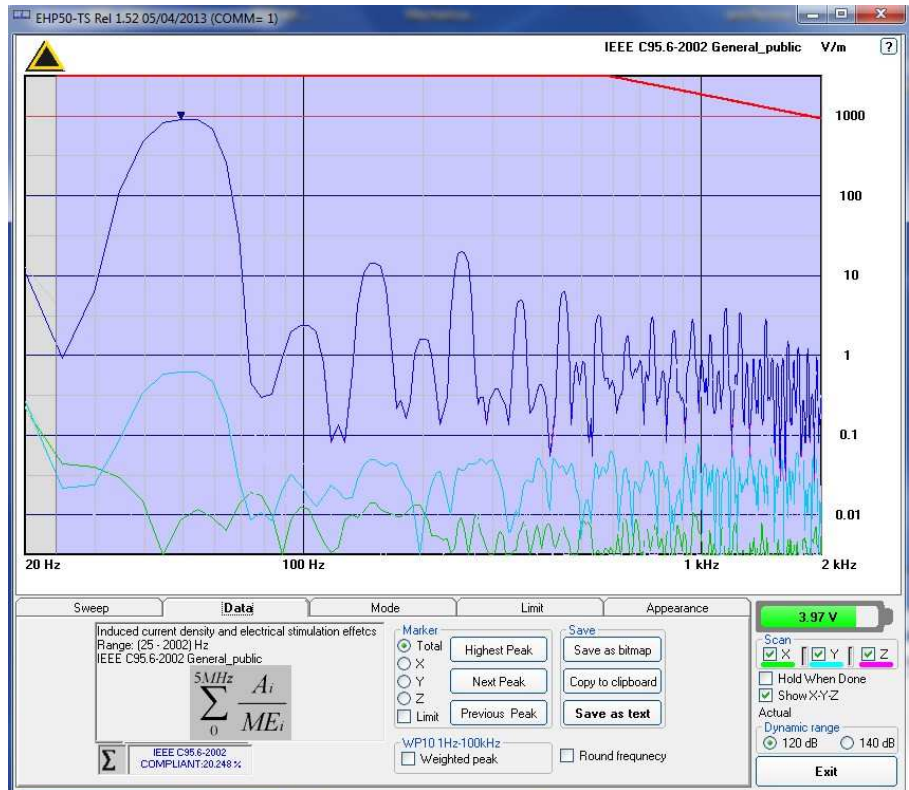 EHP50-TS Rel 1.52 05/04/2013 (COMM= 1)
IEEE C95.6-2002 General_public V/m ?
1000
100
10
1
0.1
0.01
20 Hz 100 Hz 1 kHz 2 kHz
Sweep Data Mode Limit Appearance
Induced current density and electrical stimulation effetcs
Range: (25 - 2002) Hz
IEEE C95.6-2002 General_public
5MHz
∑ Ai / MEi
0
Σ
IEEE C95.6-2002
COMPLIANT:20.248 %
Marker
Total
X
Y
Z
Limit
Highest Peak
Next Peak
Previous Peak
WP10 1Hz-100kHz
Weighted peak
Save
Save as bitmap
Copy to clipboard
Save as text
Round frequnecy
3.97 V
Scan
X Y Z
Hold When Done
Show X-Y-Z
Actual
Dynamic range
120 dB 140 dB
Exit